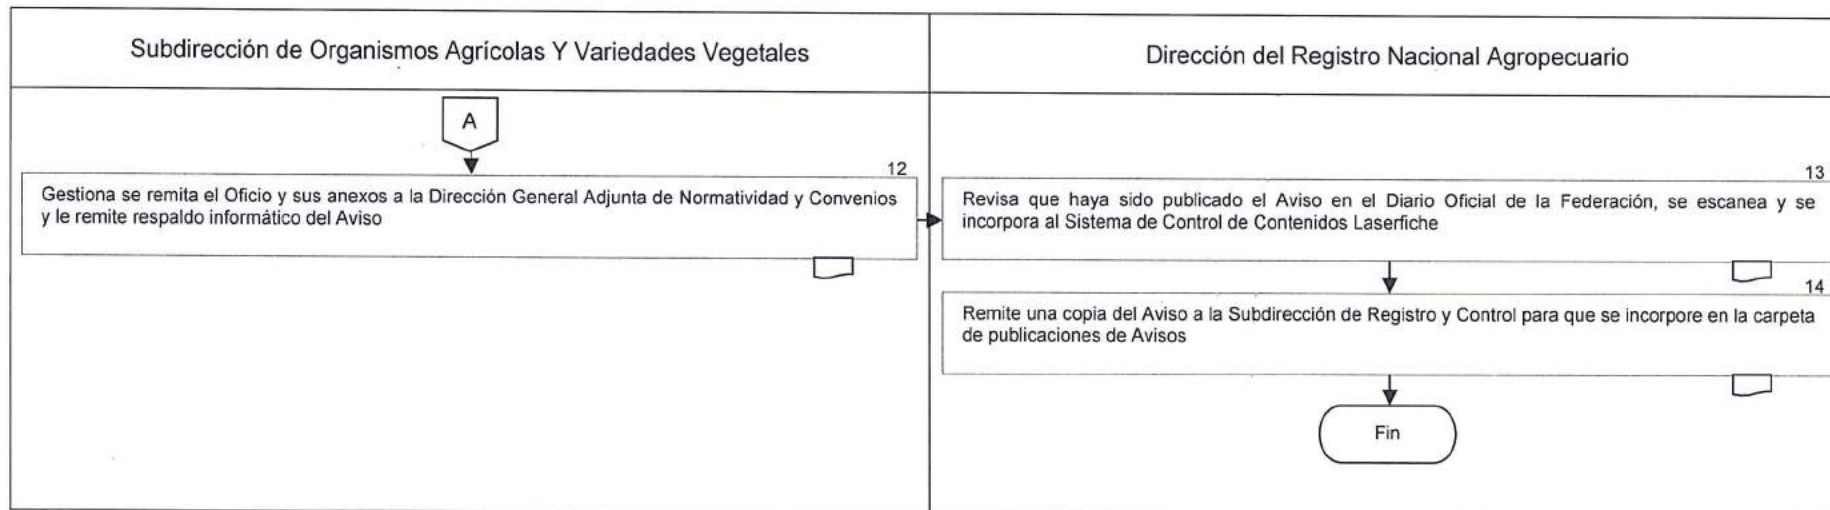 Subdirección de Organismos Agrícolas Y Variedades Vegetales
Dirección del Registro Nacional Agropecuario
A
12
Gestiona se remita el Oficio y sus anexos a la Dirección General Adjunta de Normatividad y Convenios
y le remite respaldo informático del Aviso
13
Revisa que haya sido publicado el Aviso en el Diario Oficial de la Federación, se escanea y se
incorpora al Sistema de Control de Contenidos Laserfiche
14
Remite una copia del Aviso a la Subdirección de Registro y Control para que se incorpore en la carpeta
de publicaciones de Avisos
Fin